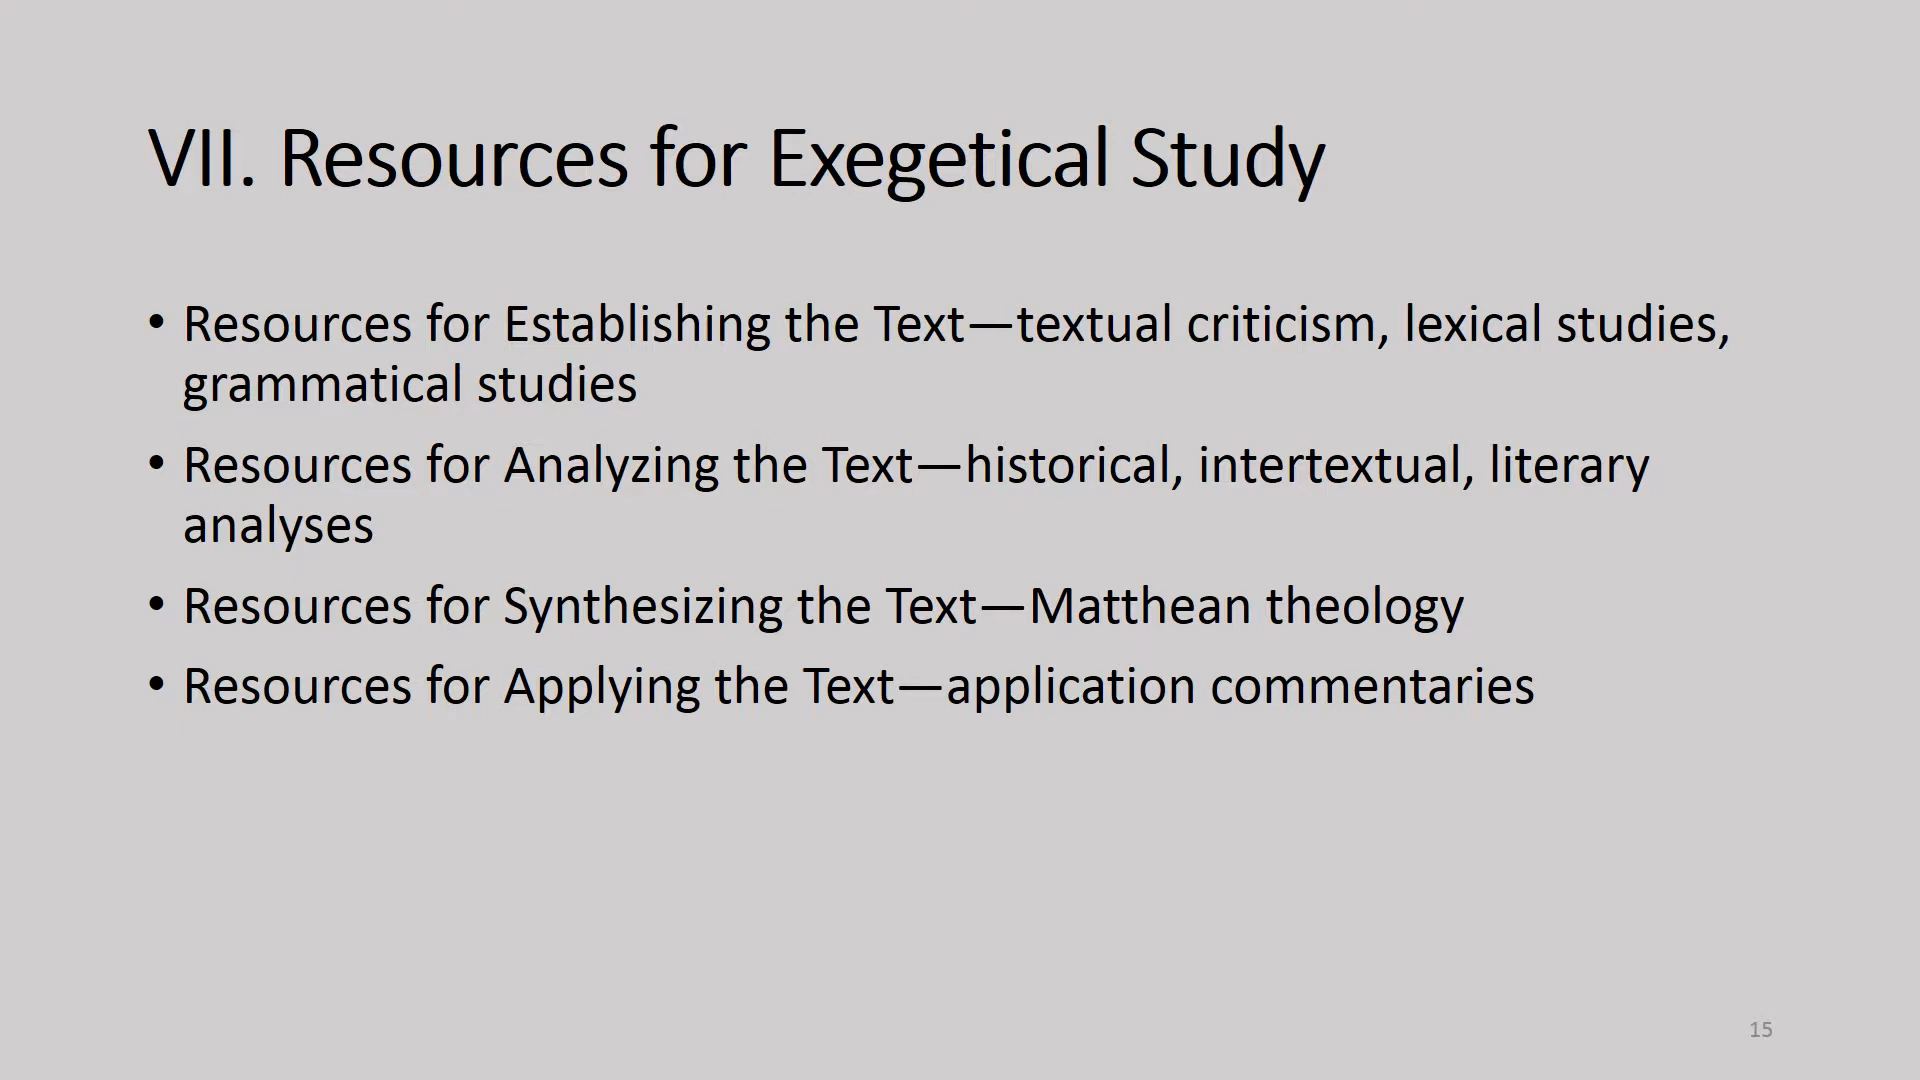 VII. Resources for Exegetical Study
• Resources for Establishing the Text—textual criticism, lexical studies,
grammatical studies
• Resources for Analyzing the Text—historical, intertextual, literary
analyses
• Resources for Synthesizing the Text—Matthean theology
• Resources for Applying the Text—application commentaries
15